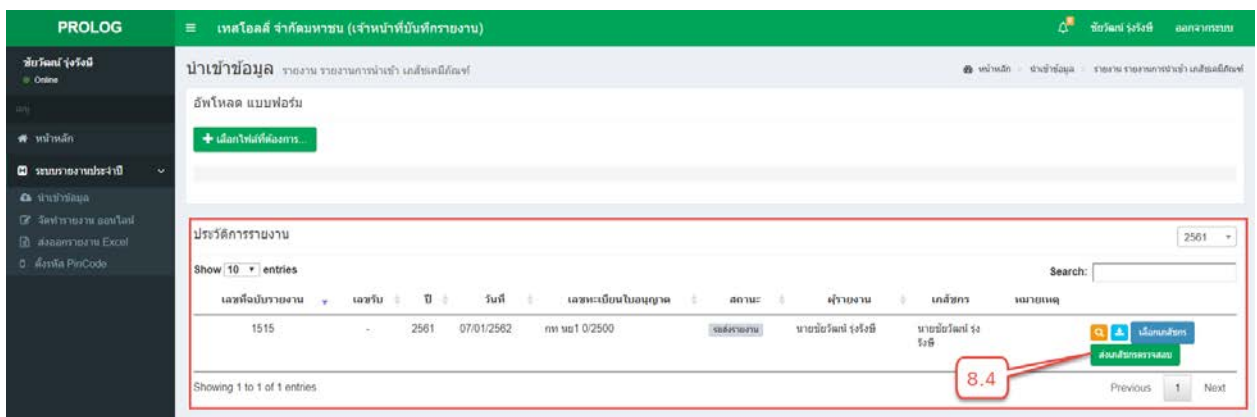 PROLOG
เทสโอลลี่ จำกัดมหาชน (เจ้าหน้าที่บันทึกรายงาน)
ชัยวัฒน์ รุ่งรังษี
ออกจากระบบ
ชัยวัฒน์ รุ่งรังษี
Online
เมนู
หน้าหลัก
ระบบรายงานประจำปี
นำเข้าข้อมูล
จัดทำรายงาน ออนไลน์
ส่งออกรายงาน Excel
ตั้งรหัส PinCode
นำเข้าข้อมูล รายงาน รายงานการนำเข้า เภสัชเคมีภัณฑ์
หน้าหลัก นำเข้าข้อมูล รายงาน รายงานการนำเข้า เภสัชเคมีภัณฑ์
อัพโหลด แบบฟอร์ม
เลือกไฟล์ที่ต้องการ...
ประวัติการรายงาน
2561
Show 10 entries
Search:
เลขที่ฉบับรายงาน เลขรับ ปี วันที่ เลขทะเบียนใบอนุญาต สถานะ ผู้รายงาน เภสัชกร หมายเหตุ
1515 - 2561 07/01/2562 กท นย1 0/2500 รอส่งรายงาน นายชัยวัฒน์ รุ่งรังษี นายชัยวัฒน์ รุ่งรังษี เลือกเภสัชกร
ส่งเภสัชกรตรวจสอบ
8.4
Showing 1 to 1 of 1 entries
Previous 1 Next